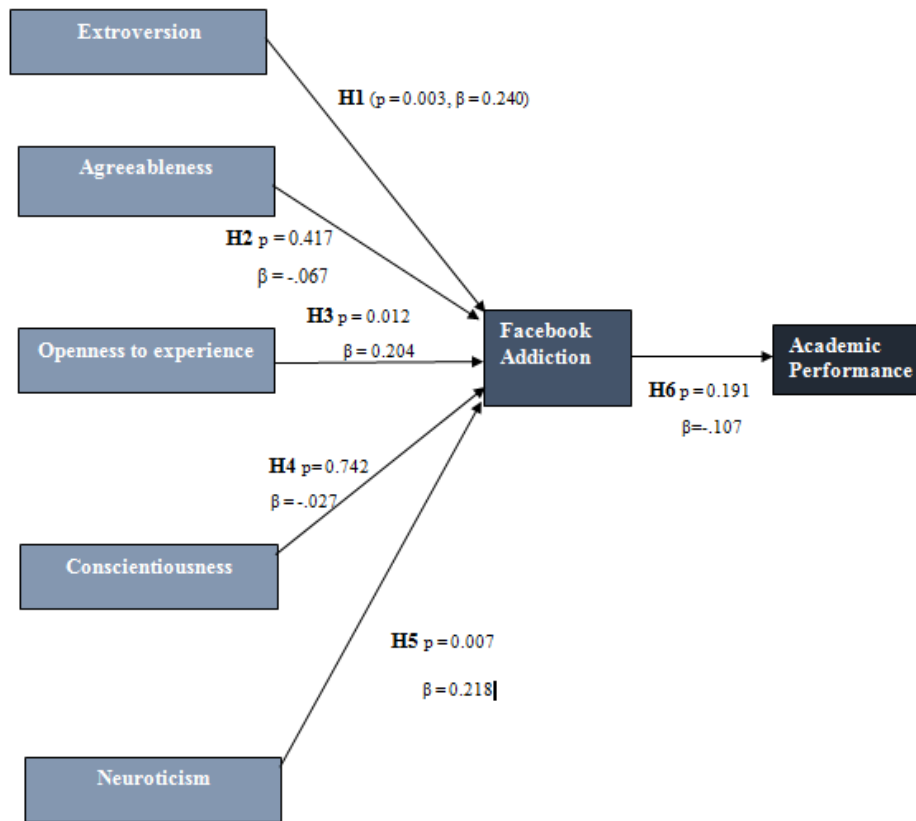 Extroversion
H1 (p = 0.003, β = 0.240)
Agreeableness
H2 p = 0.417
β = -.067
H3 p = 0.012
β = 0.204
Openness to experience
Facebook
Addiction
Academic
Performance
H6 p = 0.191
β=-.107
H4 p= 0.742
β = -.027
Conscientiousness
H5 p = 0.007
β = 0.218
Neuroticism